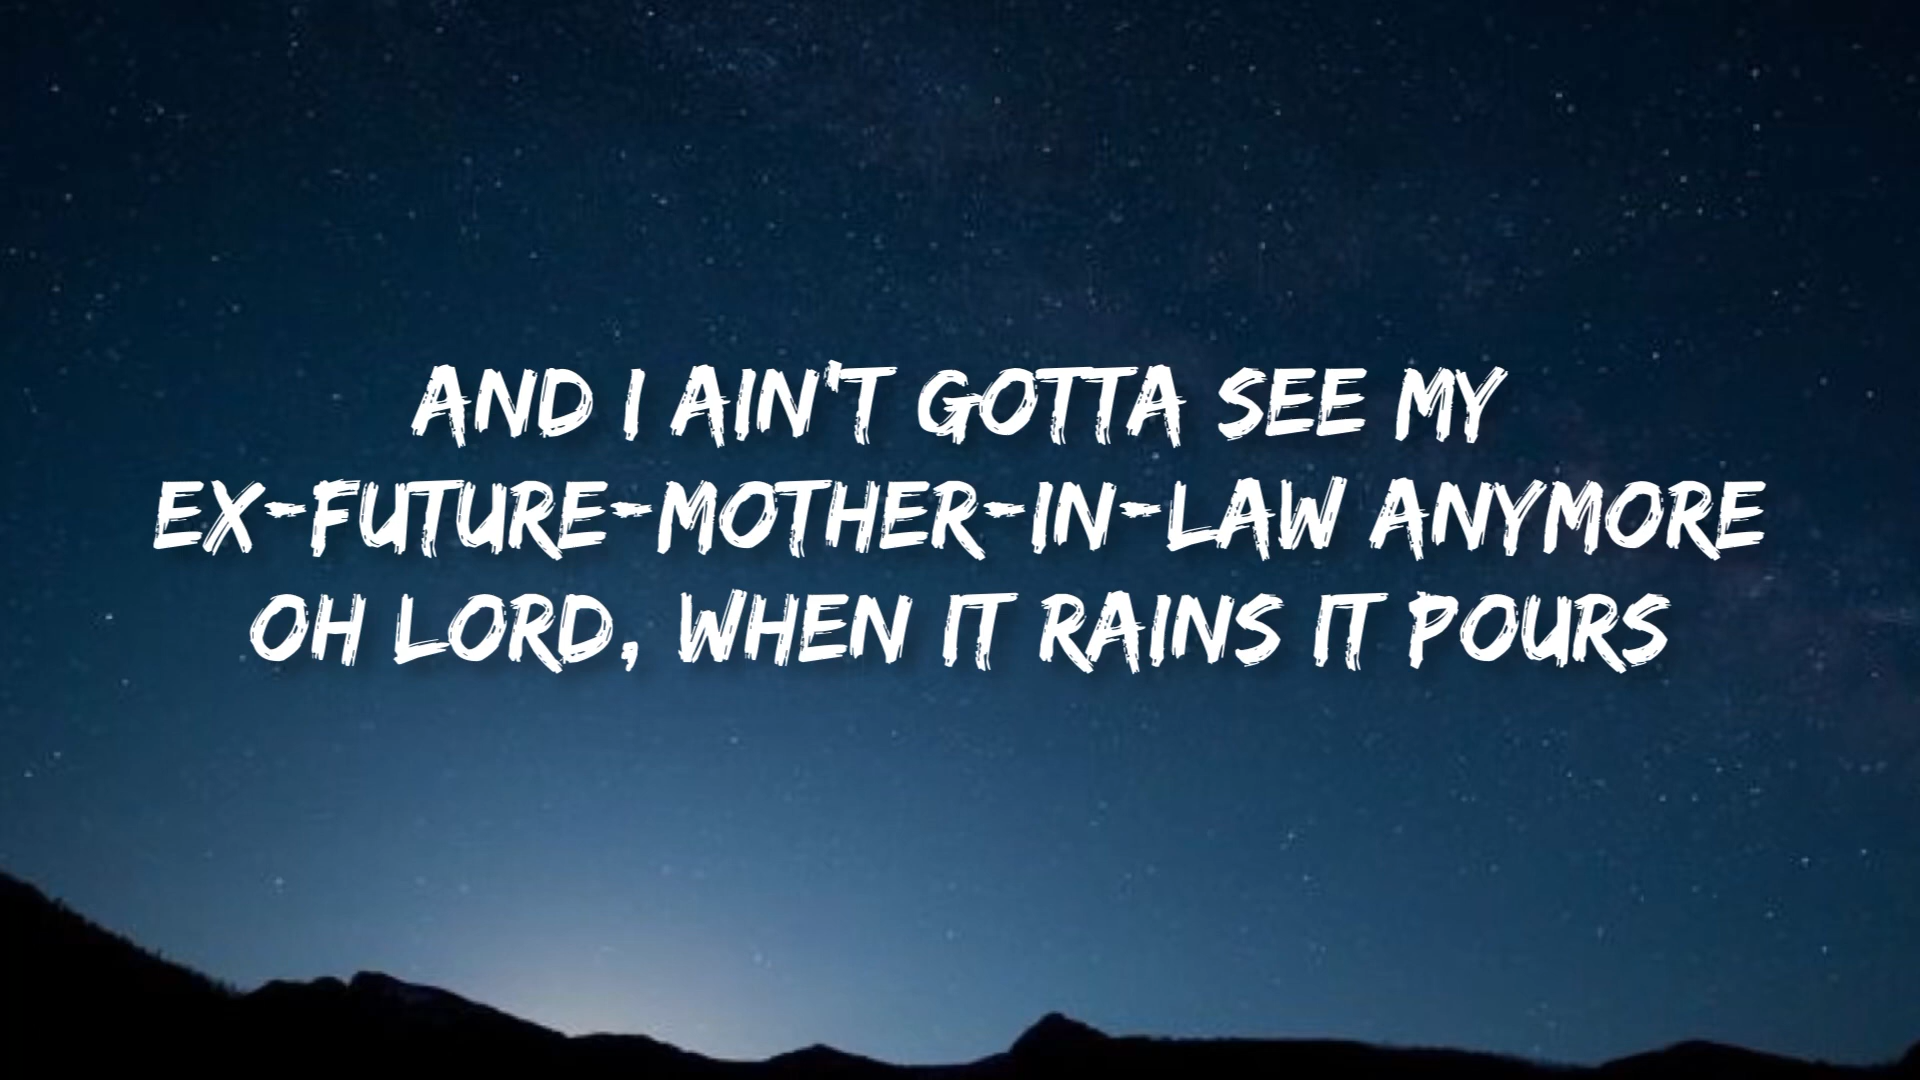 AND I AIN'T GOTTA SEE MY
EX-FUTURE-MOTHER-IN-LAW ANYMORE
OH LORD, WHEN IT RAINS IT POURS